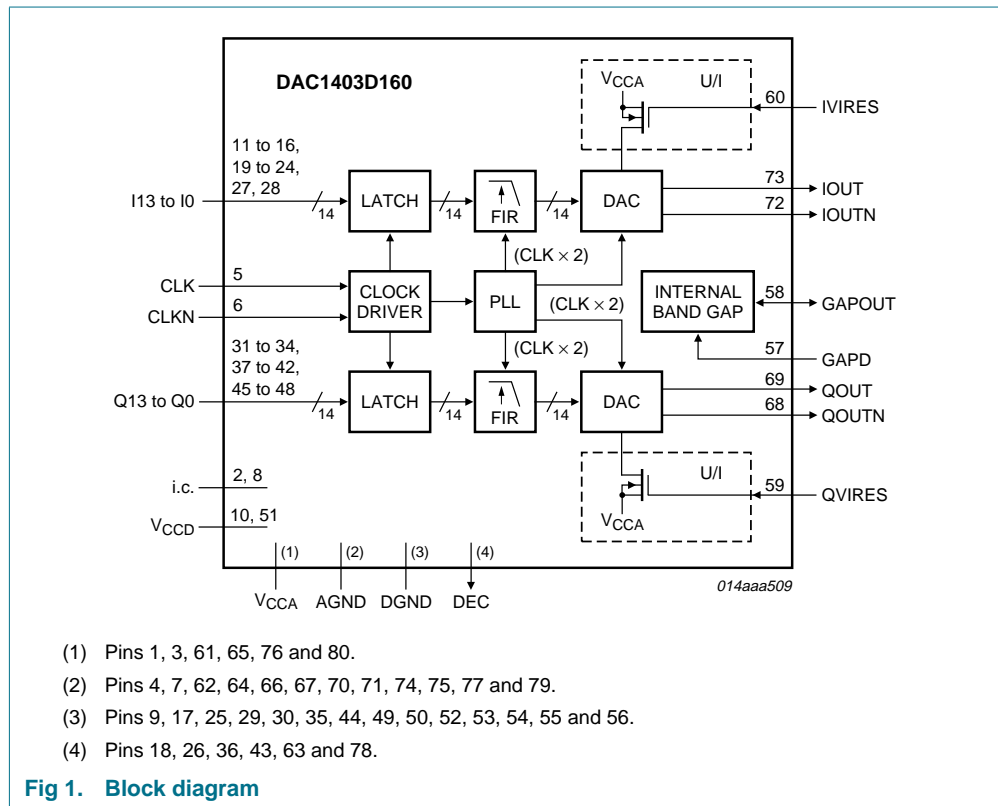 DAC1403D160
VCCA
U/I
60
IVIRES
11 to 16,
19 to 24,
27, 28
I13 to I0
14
LATCH
14
FIR
14
DAC
73
IOUT
72
IOUTN
(CLK × 2)
CLK
5
CLKN
6
CLOCK
DRIVER
PLL
(CLK × 2)
INTERNAL
BAND GAP
58
GAPOUT
57
GAPD
(CLK × 2)
31 to 34,
37 to 42,
45 to 48
Q13 to Q0
14
LATCH
14
FIR
14
DAC
69
QOUT
68
QOUTN
U/I
59
QVIRES
VCCA
i.c.
2, 8
VCCD
10, 51
(1)
(2)
(3)
(4)
VCCA
AGND
DGND
DEC
014aaa509
(1) Pins 1, 3, 61, 65, 76 and 80.
(2) Pins 4, 7, 62, 64, 66, 67, 70, 71, 74, 75, 77 and 79.
(3) Pins 9, 17, 25, 29, 30, 35, 44, 49, 50, 52, 53, 54, 55 and 56.
(4) Pins 18, 26, 36, 43, 63 and 78.
Fig 1. Block diagram